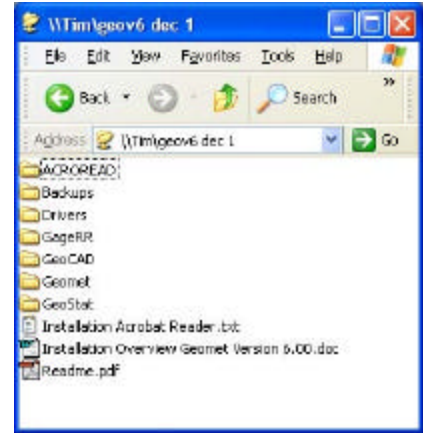 \\Tim\geov6 dec 1
File Edit View Favorites Tools Help
Back Search »
Address \\Tim\geov6 dec 1 Go
ACROREAD
Backups
Drivers
GageRR
GeoCAD
Geomet
GeoStat
Installation Acrobat Reader.txt
Installation Overview Geomet Version 6.00.doc
Readme.pdf